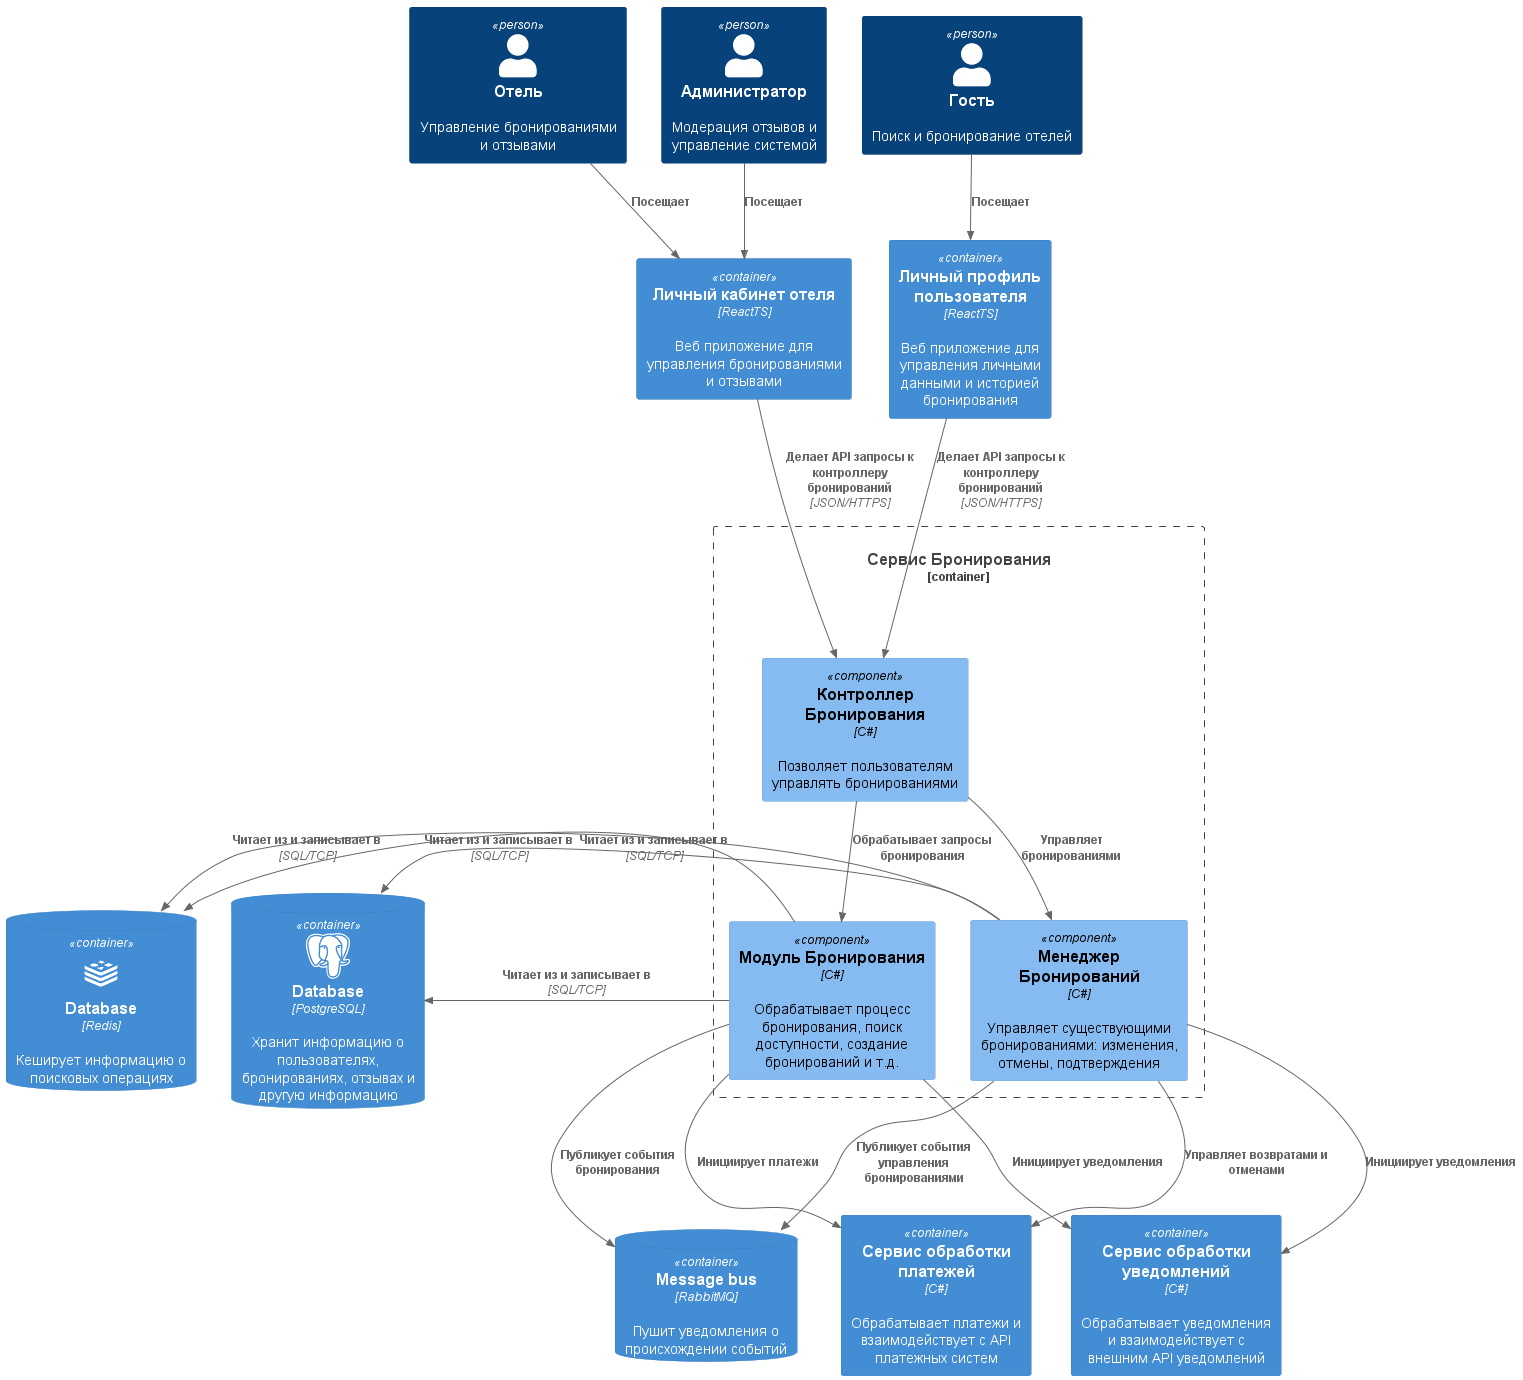 «person»
Отель
Управление бронированиями
и отзывами
«person»
Администратор
Модерация отзывов и
управление системой
«person»
Гость
Поиск и бронирование отелей
Посещает
Посещает
Посещает
«container»
Личный кабинет отеля
[ReactTS]
Веб приложение для
управления бронированиями
и отзывами
«container»
Личный профиль
пользователя
[ReactTS]
Веб приложение для
управления личными
данными и историей
бронирования
Делает API запросы к
контроллеру
бронирований
[JSON/HTTPS]
Делает API запросы к
контроллеру
бронирований
[JSON/HTTPS]
Сервис Бронирования
[container]
«component»
Контроллер
Бронирования
[C#]
Позволяет пользователям
управлять бронированиями
Читает из и записывает в
[SQL/TCP]
Читает из и записывает в
[SQL/TCP]
Читает из и записывает в
[SQL/TCP]
Обрабатывает запросы
бронирования
Управляет
бронированиями
«container»
Database
[Redis]
Кеширует информацию о
поисковых операциях
«container»
Database
[PostgreSQL]
Хранит информацию о
пользователях,
бронированиях, отзывах и
другую информацию
Читает из и записывает в
[SQL/TCP]
«component»
Модуль Бронирования
[C#]
Обрабатывает процесс
бронирования, поиск
доступности, создание
бронирований и т.д.
«component»
Менеджер
Бронирований
[C#]
Управляет существующими
бронированиями: изменения,
отмены, подтверждения
Публикует события
бронирования
Инициирует платежи
Публикует события
управления
бронированиями
Инициирует уведомления
Управляет возвратами и
отменами
Инициирует уведомления
«container»
Message bus
[RabbitMQ]
Пушит уведомления о
происхождении событий
«container»
Сервис обработки
платежей
[C#]
Обрабатывает платежи и
взаимодействует с API
платежных систем
«container»
Сервис обработки
уведомлений
[C#]
Обрабатывает уведомления
и взаимодействует с
внешним API уведомлений